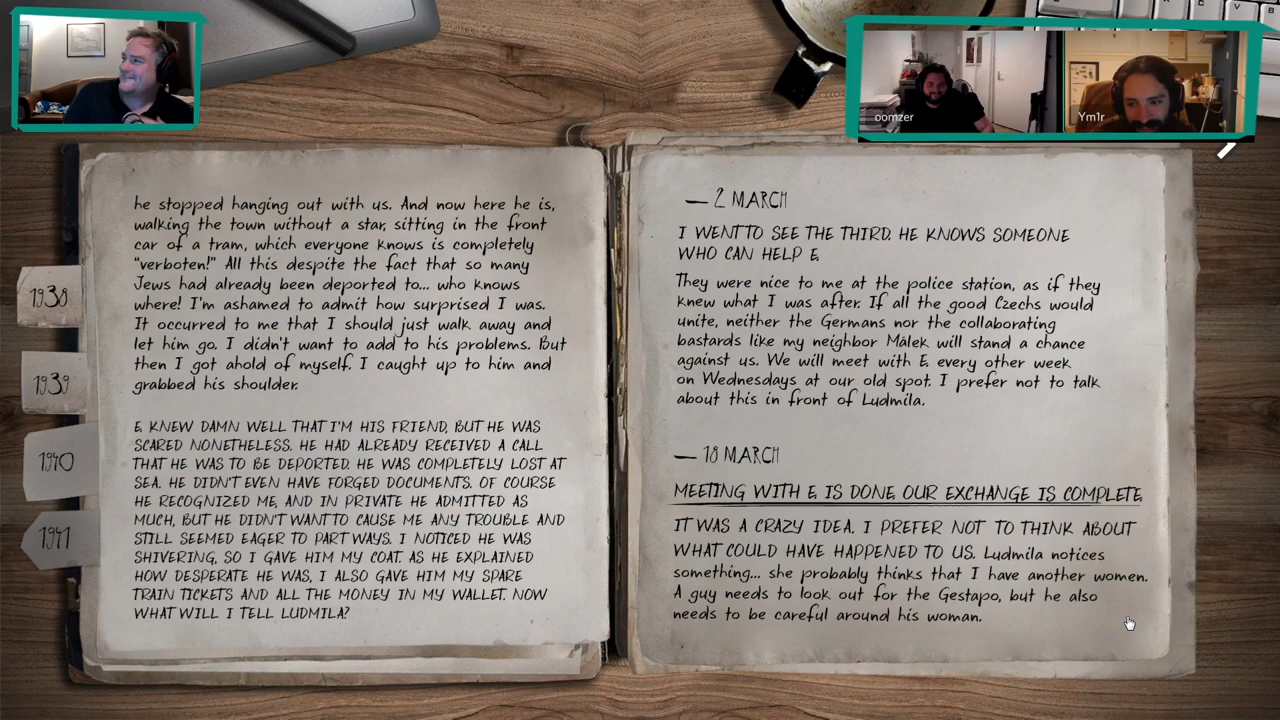 oomzer
Ym1r
1938
1939
1940
1941
he stopped hanging out with us. And now here he is,
walking the town without a star, sitting in the front
car of a tram, which everyone knows is completely
"verboten!" All this despite the fact that so many
Jews had already been deported to... who knows
where! I'm ashamed to admit how surprised I was.
It occurred to me that I should just walk away and
let him go. I didn't want to add to his problems. But
then I got ahold of myself. I caught up to him and
grabbed his shoulder.
E. KNEW DAMN WELL THAT I'M HIS FRIEND, BUT HE WAS
SCARED NONETHELESS. HE HAD ALREADY RECEIVED A CALL
THAT HE WAS TO BE DEPORTED. HE WAS COMPLETELY LOST AT
SEA. HE DIDN'T EVEN HAVE FORGED DOCUMENTS. OF COURSE
HE RECOGNIZED ME, AND IN PRIVATE HE ADMITTED AS
MUCH, BUT HE DIDN'T WANT TO CAUSE ME ANY TROUBLE AND
STILL SEEMED EAGER TO PART WAYS. I NOTICED HE WAS
SHIVERING, SO I GAVE HIM MY COAT. AS HE EXPLAINED
HOW DESPERATE HE WAS, I ALSO GAVE HIM MY SPARE
TRAIN TICKETS AND ALL THE MONEY IN MY WALLET. NOW
WHAT WILL I TELL LUDMILA?
— 2 MARCH
I WENT TO SEE THE THIRD. HE KNOWS SOMEONE
WHO CAN HELP E.
They were nice to me at the police station, as if they
knew what I was after. If all the good Czechs would
unite, neither the Germans nor the collaborating
bastards like my neighbor Málek will stand a chance
against us. We will meet with E. every other week
on Wednesdays at our old spot. I prefer not to talk
about this in front of Ludmila.
— 18 MARCH
MEETING WITH E. IS DONE. OUR EXCHANGE IS COMPLETE.
IT WAS A CRAZY IDEA. I PREFER NOT TO THINK ABOUT
WHAT COULD HAVE HAPPENED TO US. Ludmila notices
something... she probably thinks that I have another women.
A guy needs to look out for the Gestapo, but he also
needs to be careful around his woman.